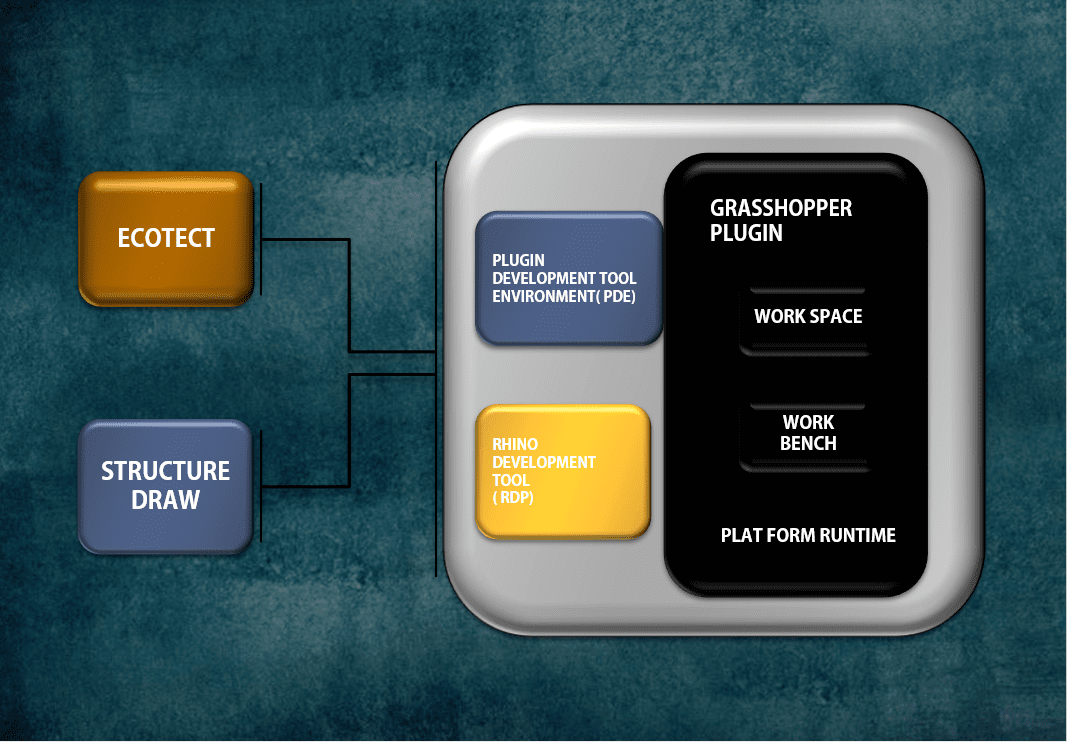 ECOTECT
STRUCTURE
DRAW
PLUGIN
DEVELOPMENT TOOL
ENVIRONMENT( PDE)
RHINO
DEVELOPMENT
TOOL
( RDP)
GRASSHOPPER
PLUGIN
WORK SPACE
WORK
BENCH
PLAT FORM RUNTIME